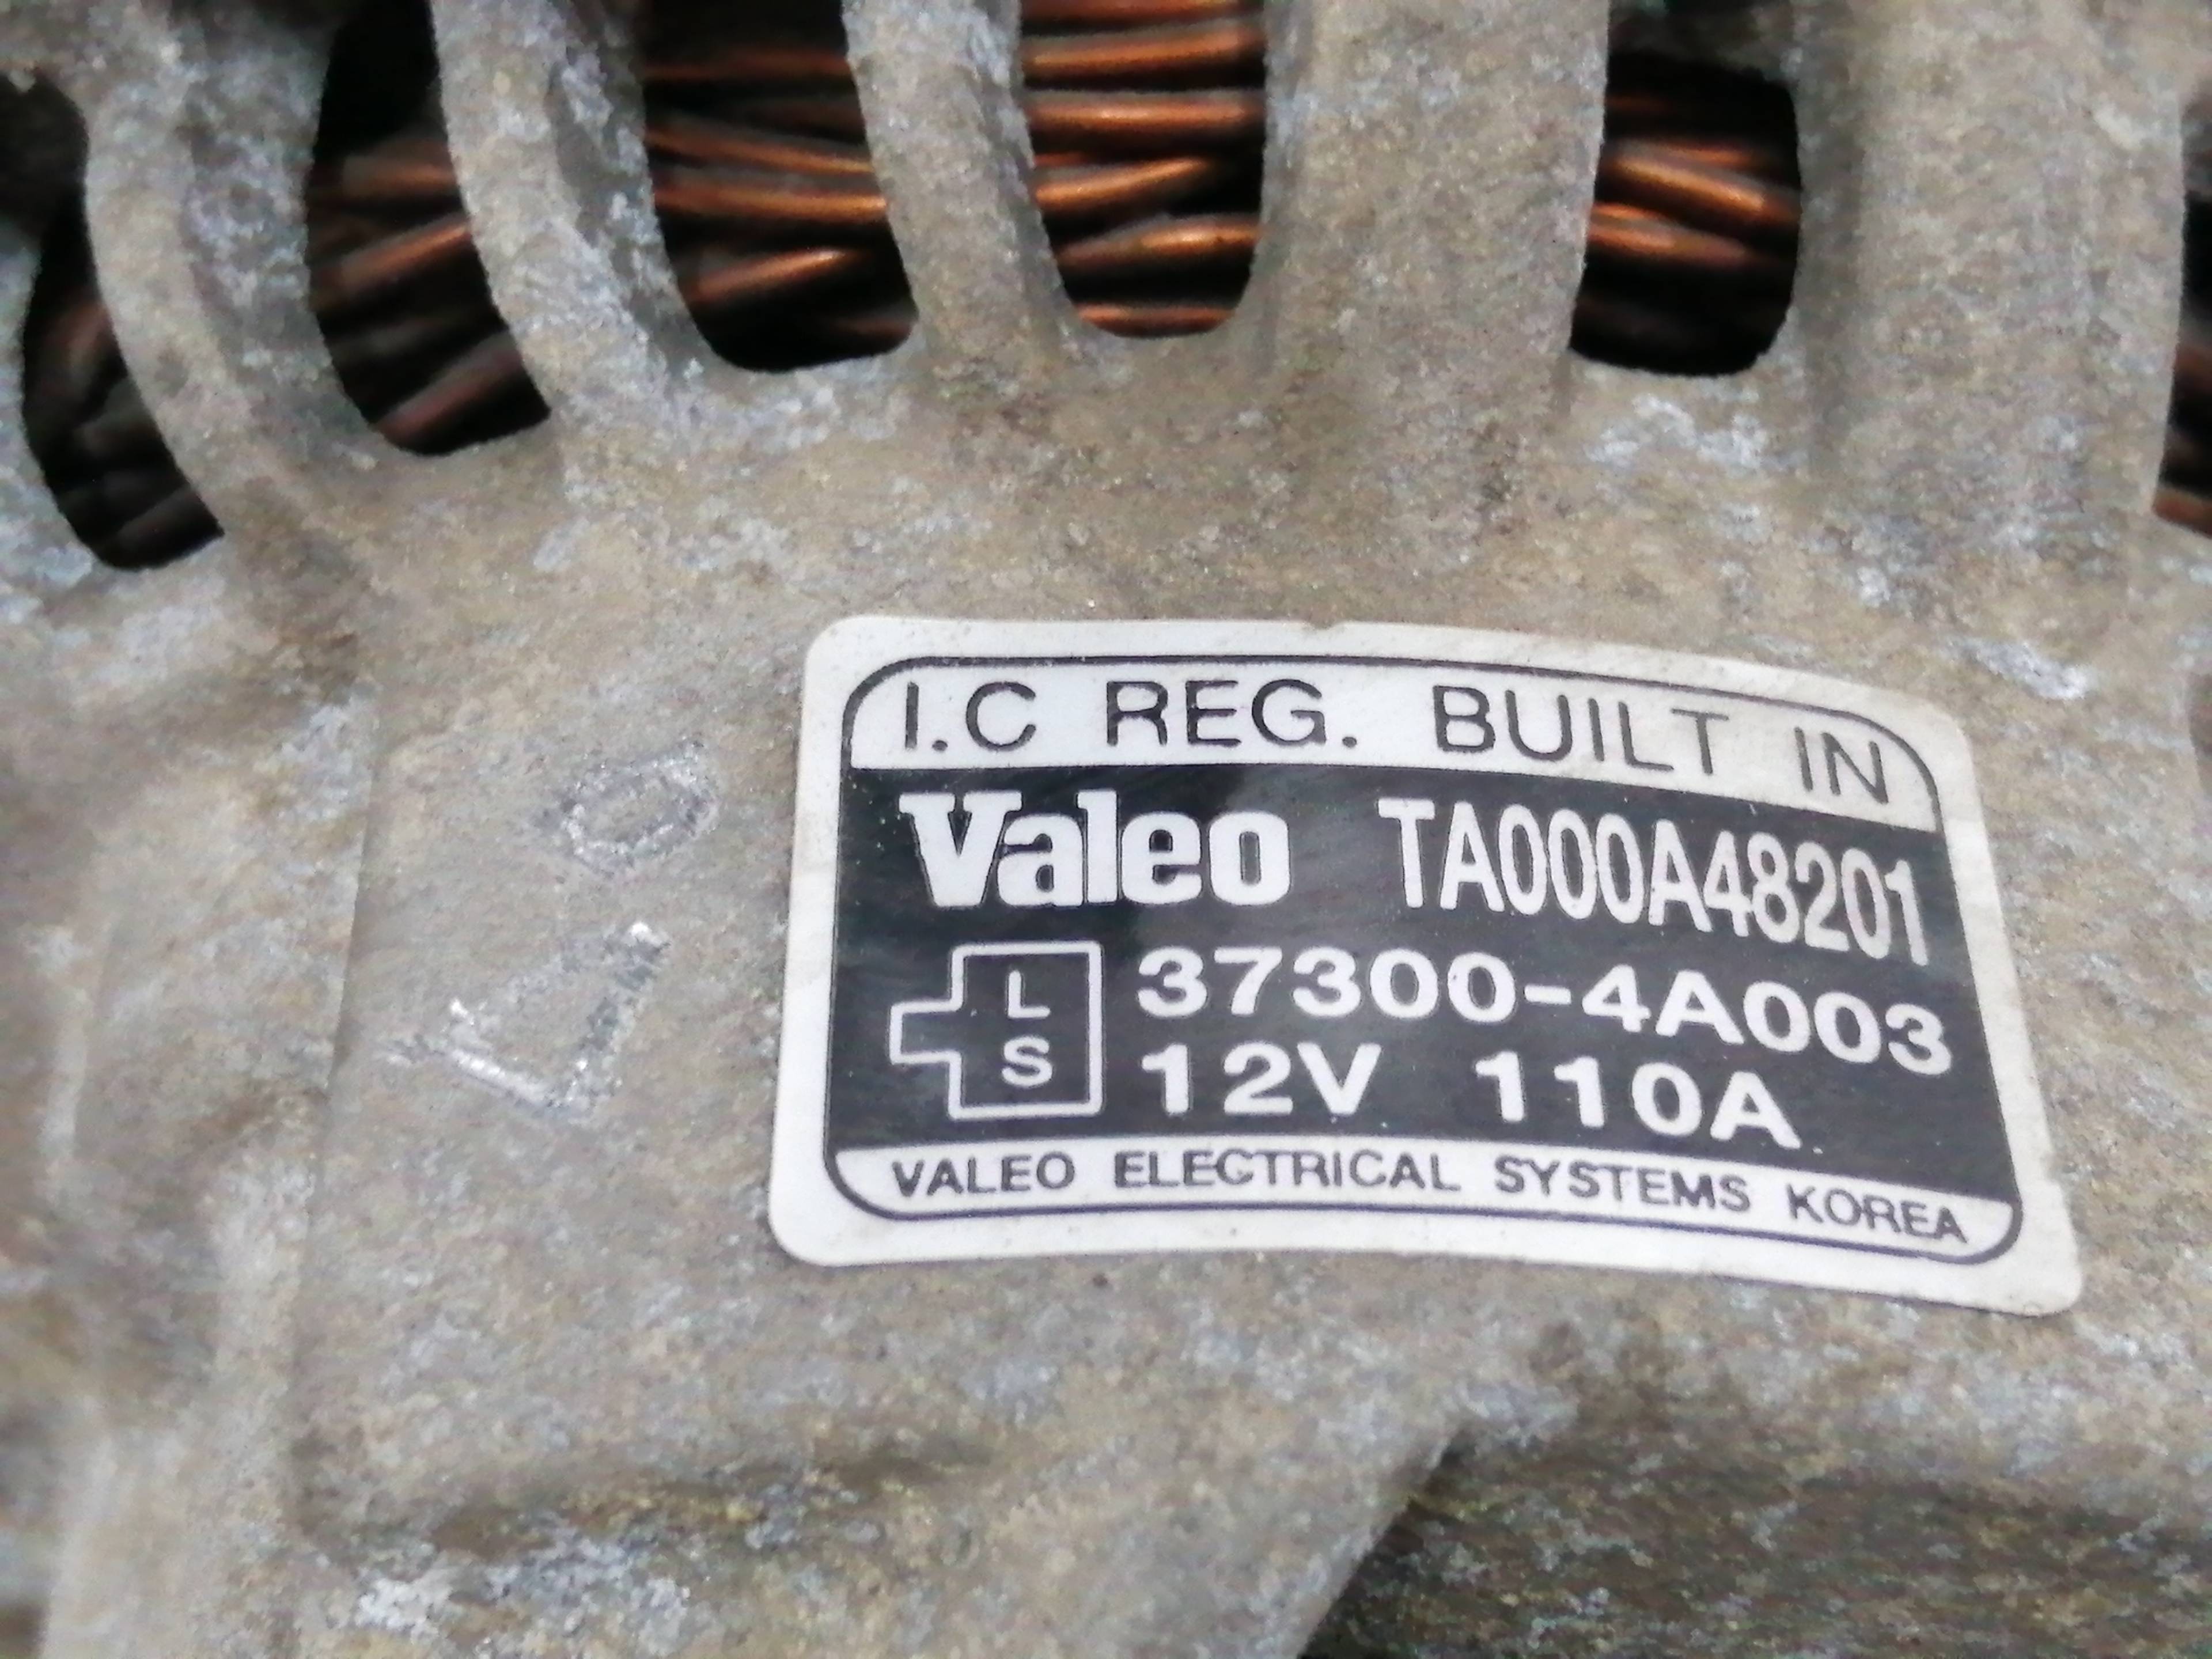 I.C REG. BUILT IN
Valeo TA000A48201
L 37300-4A003
S 12V 110A
VALEO ELECTRICAL SYSTEMS KOREA